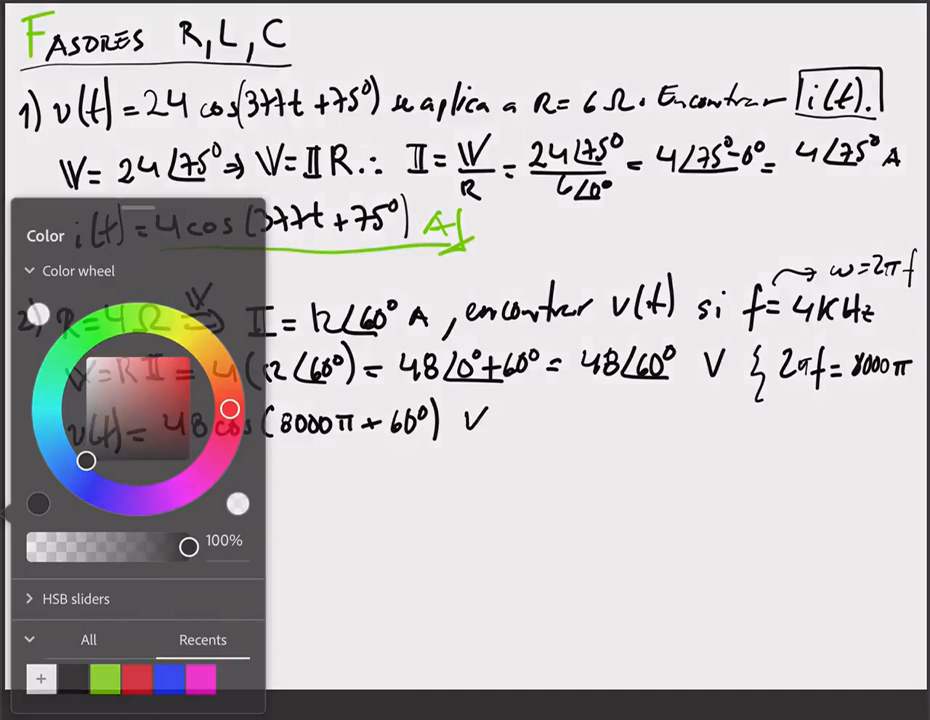 FASORES R, L, C
1) v(t) = 24 cos(377t + 75°) se aplica a R = 6 Ω. Encontrar i(t).
V = 24∠75° ⇒ V = I R ∴ I = V/R = 24∠75°/6∠0° = 4∠75°-0° = 4∠75° A
i(t) = 4 cos(377t + 75°) A
→ ω = 2π f
2) R = 4 Ω ⇒ I = 12∠60° A, encontrar v(t) si f = 4KHz
V = R I = 4(12∠60°) = 48∠0°+60° = 48∠60° V { 2πf = 8000π
v(t) = 48 cos(8000π + 60°) V
Color
Color wheel
100%
HSB sliders
All Recents